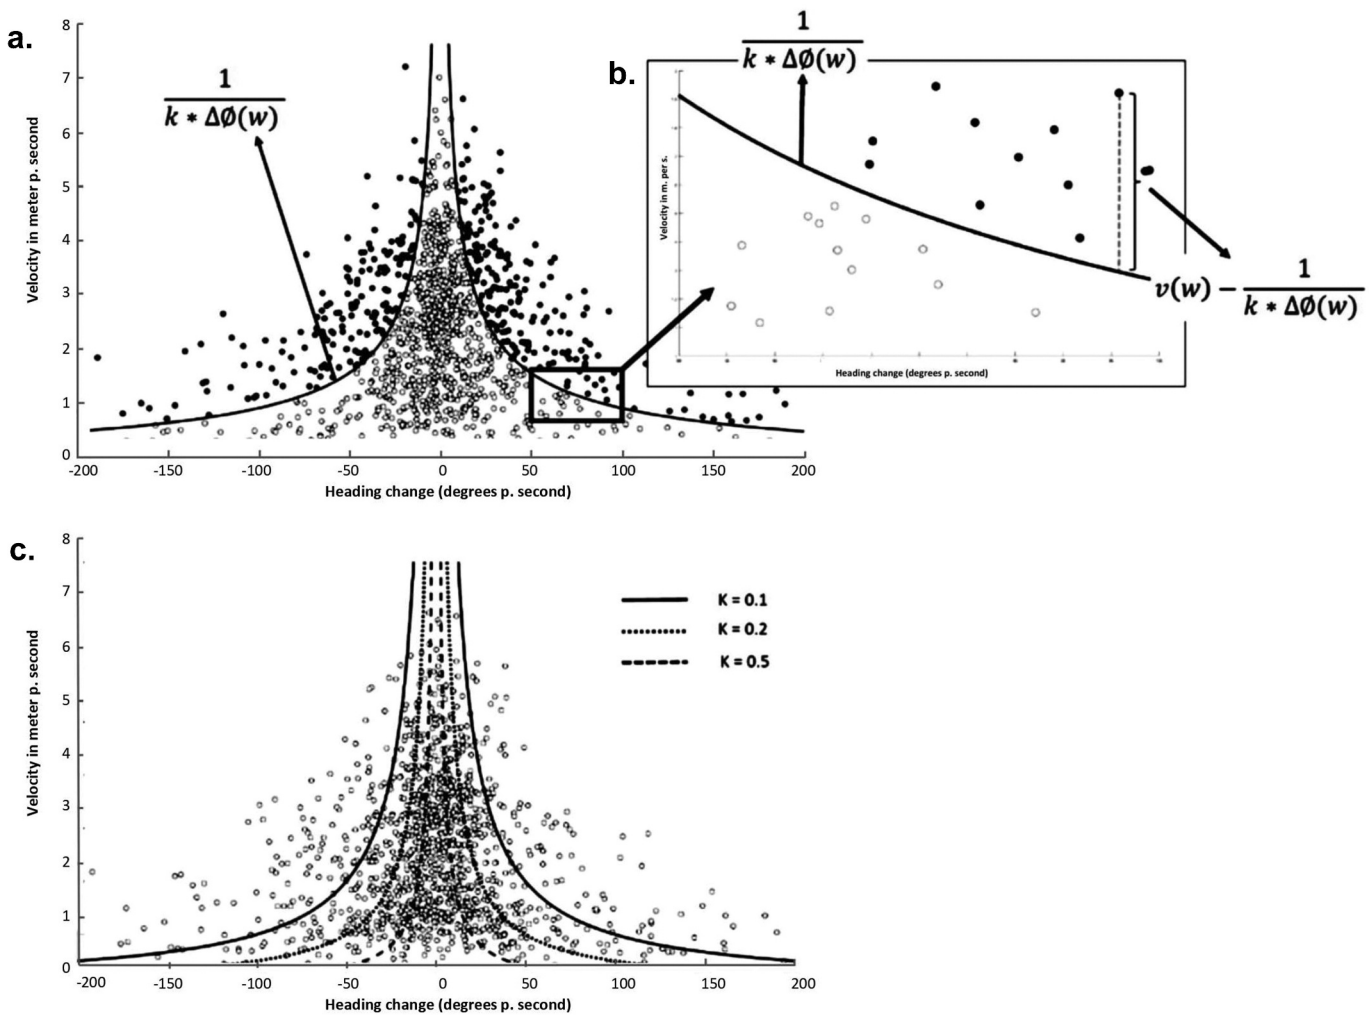 a.
8
7
6
5
4
3
2
1
0
Velocity in meter p. second
1
k * ΔØ(w)
-200 -150 -100 -50 0 50 100 150 200
Heading change (degrees p. second)
b.
1
k * ΔØ(w)
Velocity in m. per s.
Heading change (degrees p. second)
v(w) − 1
k * ΔØ(w)
c.
8
7
6
5
4
3
2
1
0
Velocity in meter p. second
K = 0.1
K = 0.2
K = 0.5
-200 -150 -100 -50 0 50 100 150 200
Heading change (degrees p. second)